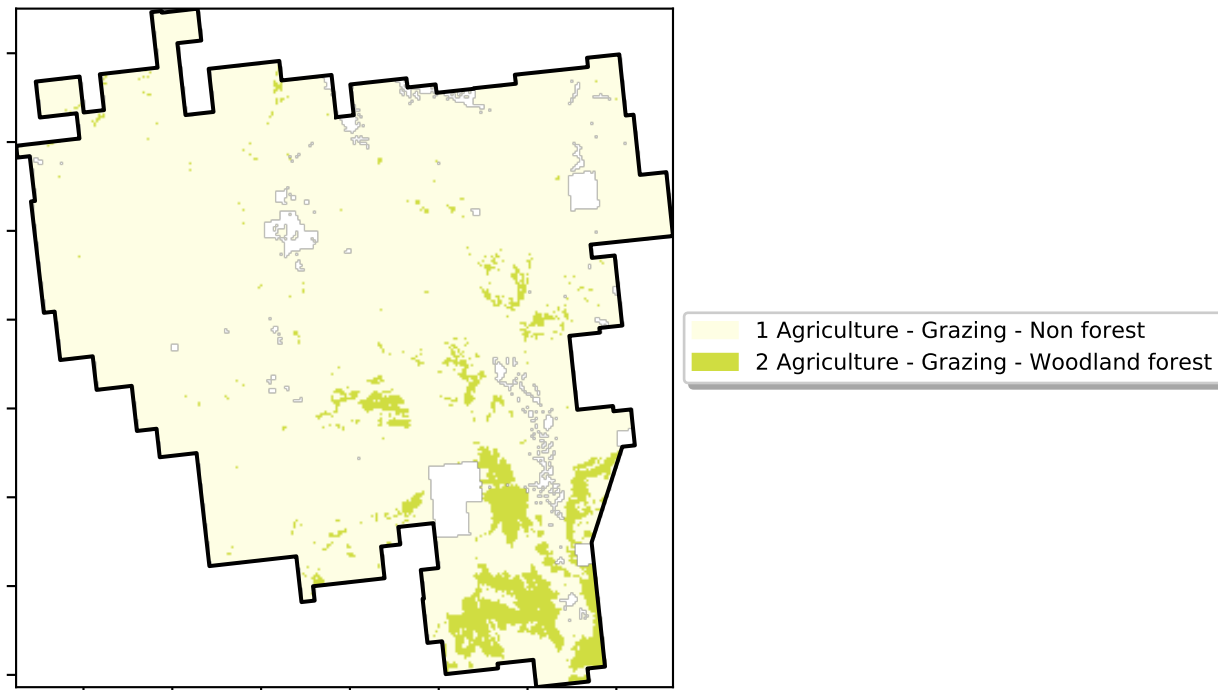 1 Agriculture - Grazing - Non forest
2 Agriculture - Grazing - Woodland forest